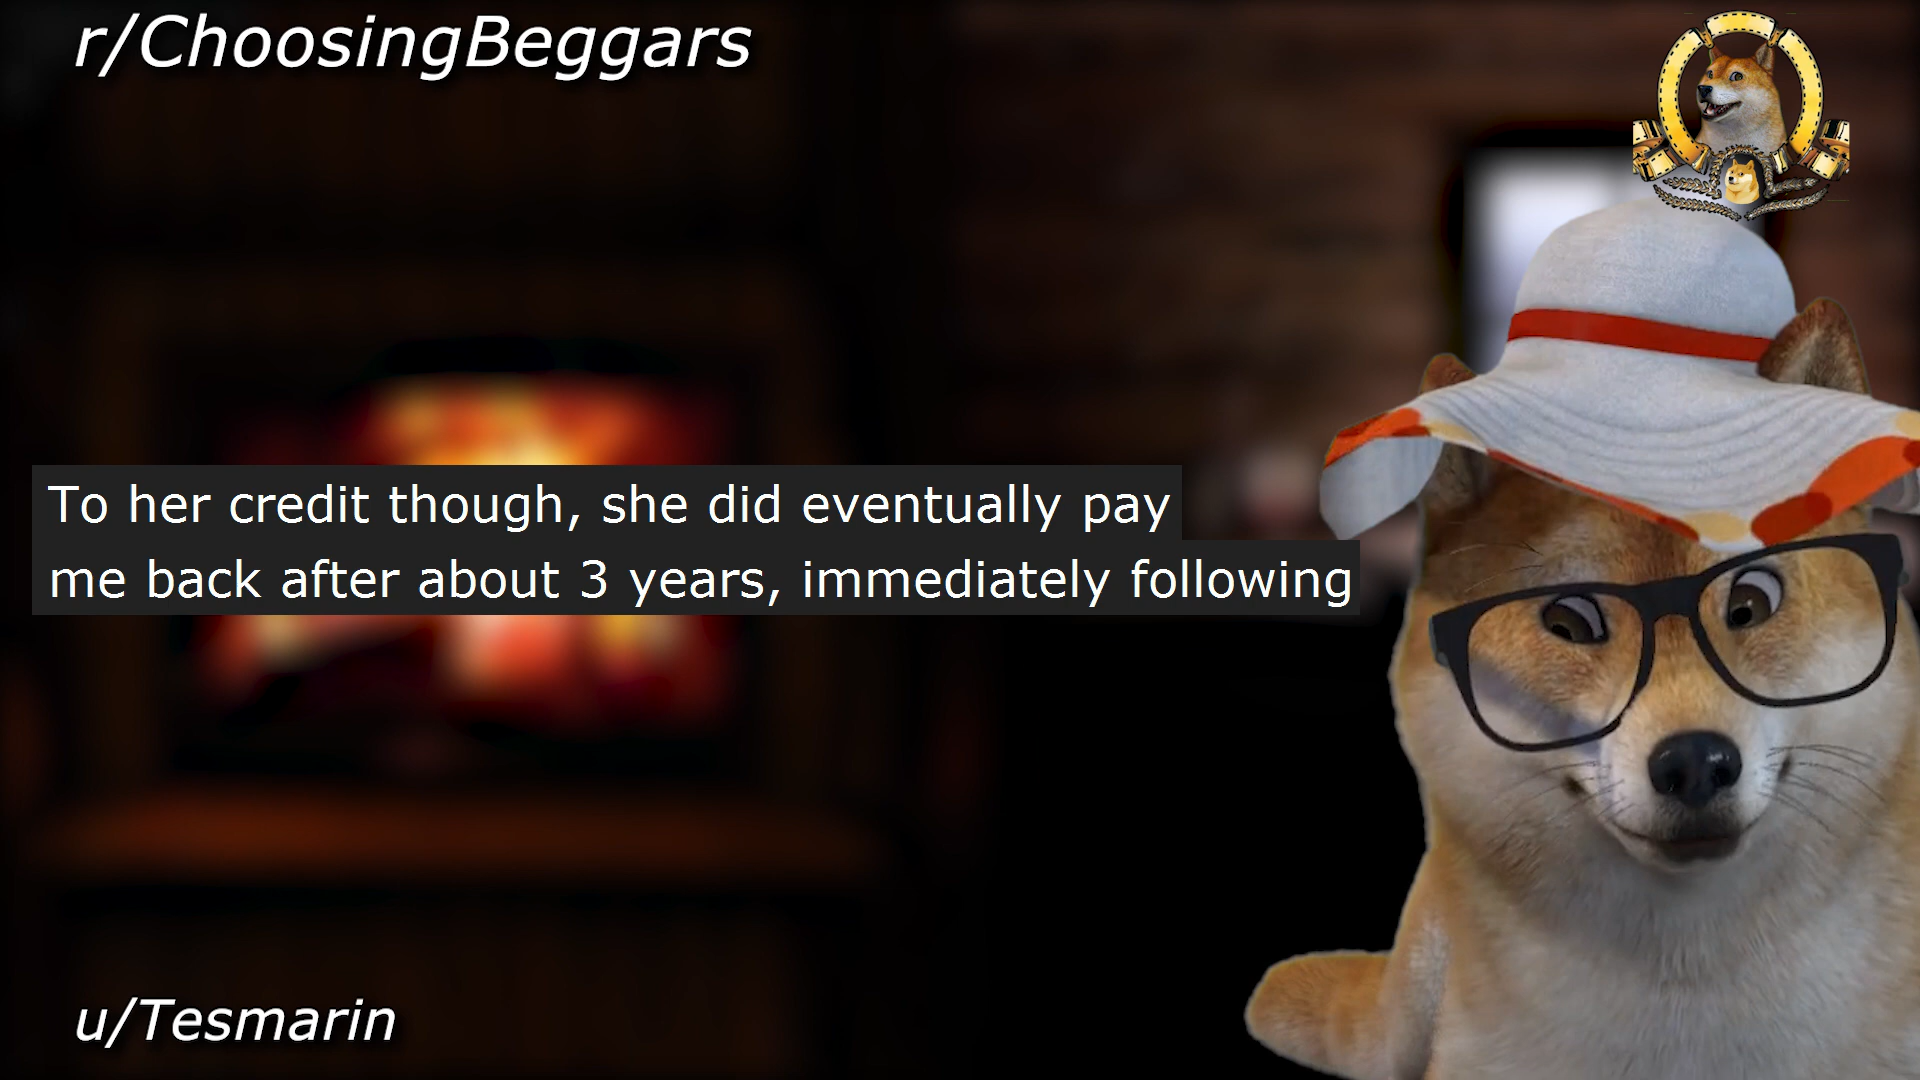 r/ChoosingBeggars
To her credit though, she did eventually pay
me back after about 3 years, immediately following
u/Tesmarin